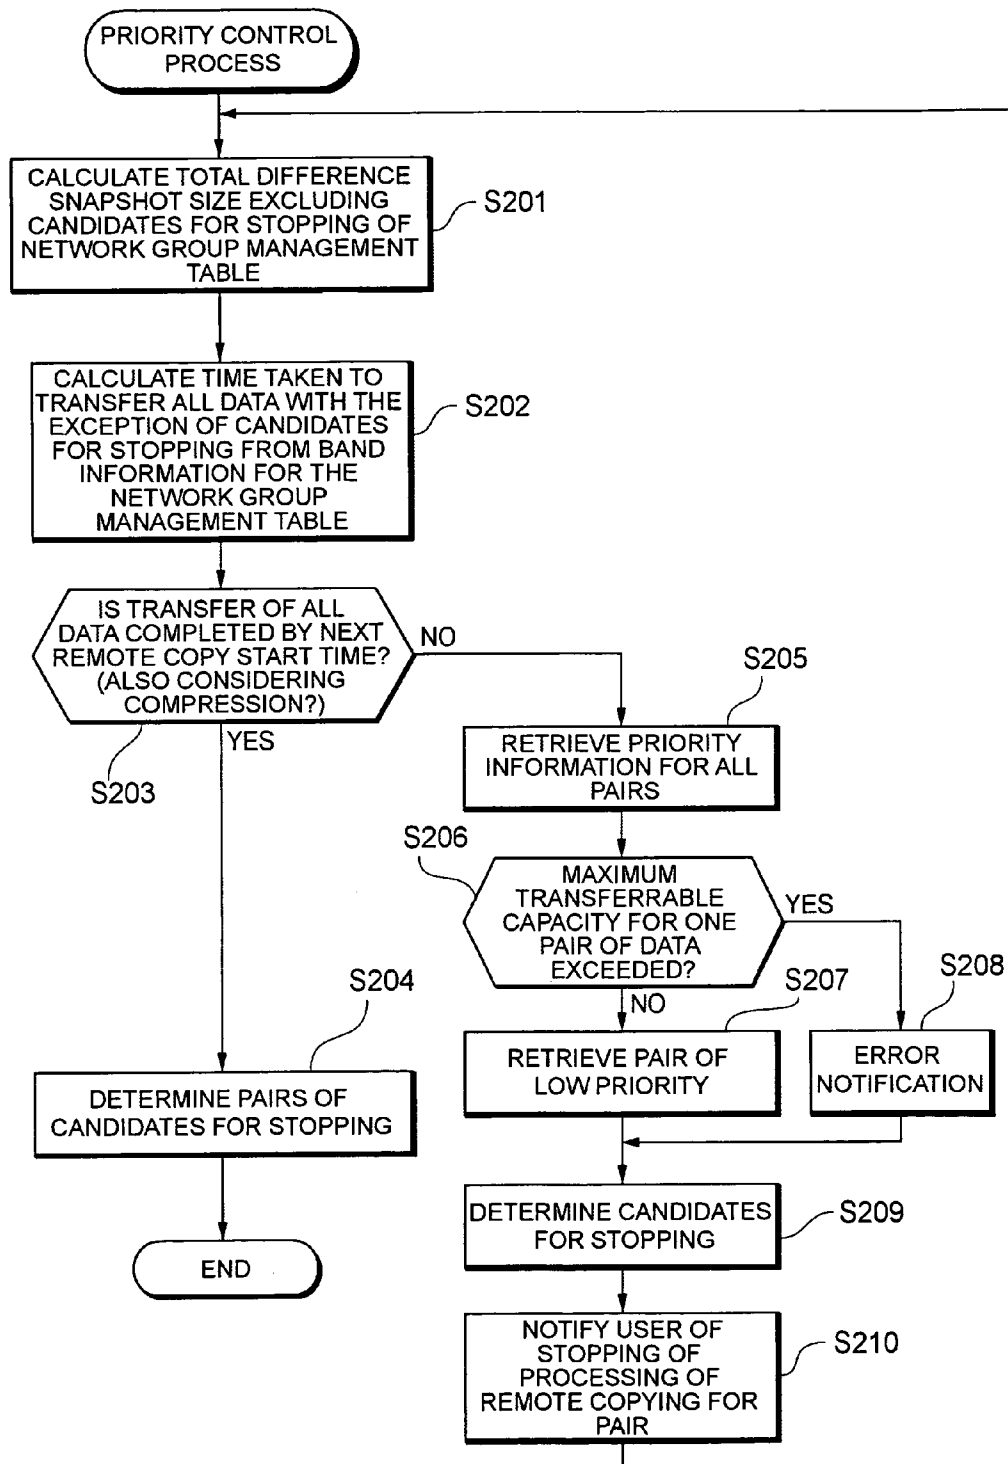 PRIORITY CONTROL
PROCESS
CALCULATE TOTAL DIFFERENCE
SNAPSHOT SIZE EXCLUDING
CANDIDATES FOR STOPPING OF
NETWORK GROUP MANAGEMENT
TABLE
S201
CALCULATE TIME TAKEN TO
TRANSFER ALL DATA WITH THE
EXCEPTION OF CANDIDATES
FOR STOPPING FROM BAND
INFORMATION FOR THE
NETWORK GROUP
MANAGEMENT TABLE
S202
IS TRANSFER OF ALL
DATA COMPLETED BY NEXT
REMOTE COPY START TIME?
(ALSO CONSIDERING
COMPRESSION?)
NO
YES
S203
S205
RETRIEVE PRIORITY
INFORMATION FOR ALL
PAIRS
S206
MAXIMUM
TRANSFERRABLE
CAPACITY FOR ONE
PAIR OF DATA
EXCEEDED?
YES
NO
S204
DETERMINE PAIRS OF
CANDIDATES FOR STOPPING
END
S207
RETRIEVE PAIR OF
LOW PRIORITY
S208
ERROR
NOTIFICATION
DETERMINE CANDIDATES
FOR STOPPING
S209
NOTIFY USER OF
STOPPING OF
PROCESSING OF
REMOTE COPYING FOR
PAIR
S210